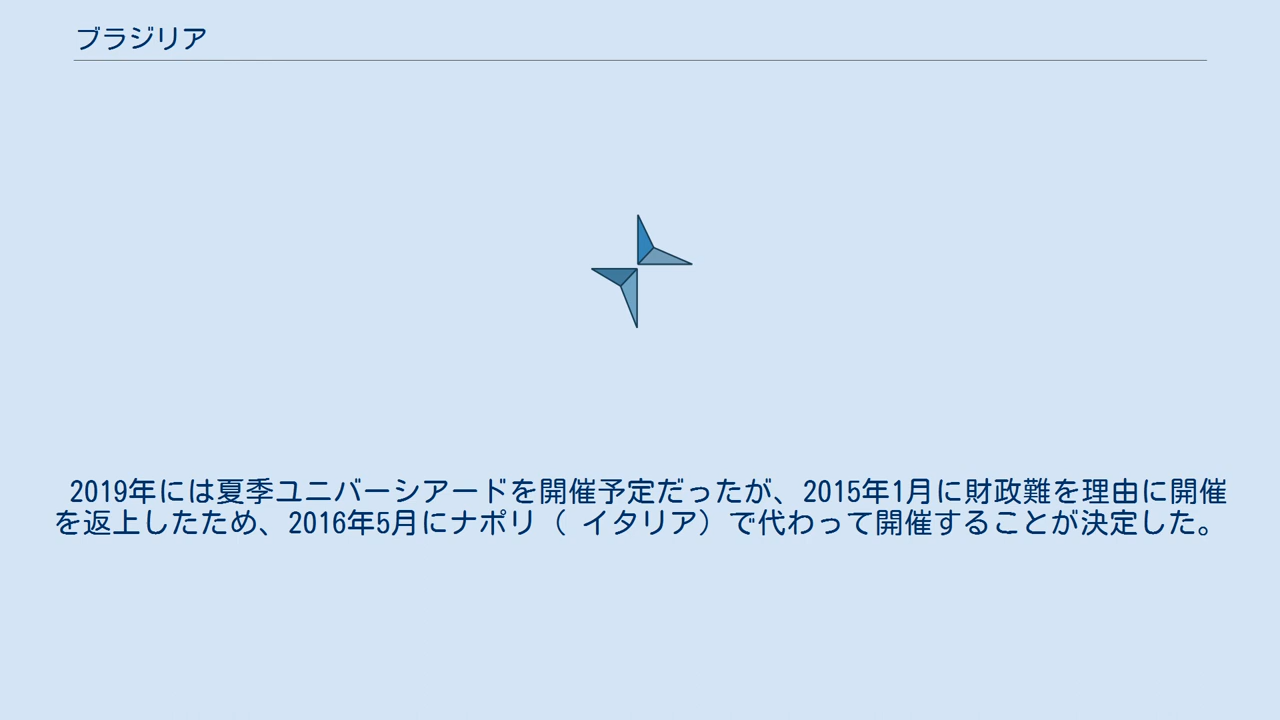 ブラジリア
2019年には夏季ユニバーシアードを開催予定だったが、2015年1月に財政難を理由に開催
を返上したため、2016年5月にナポリ（ イタリア）で代わって開催することが決定した。